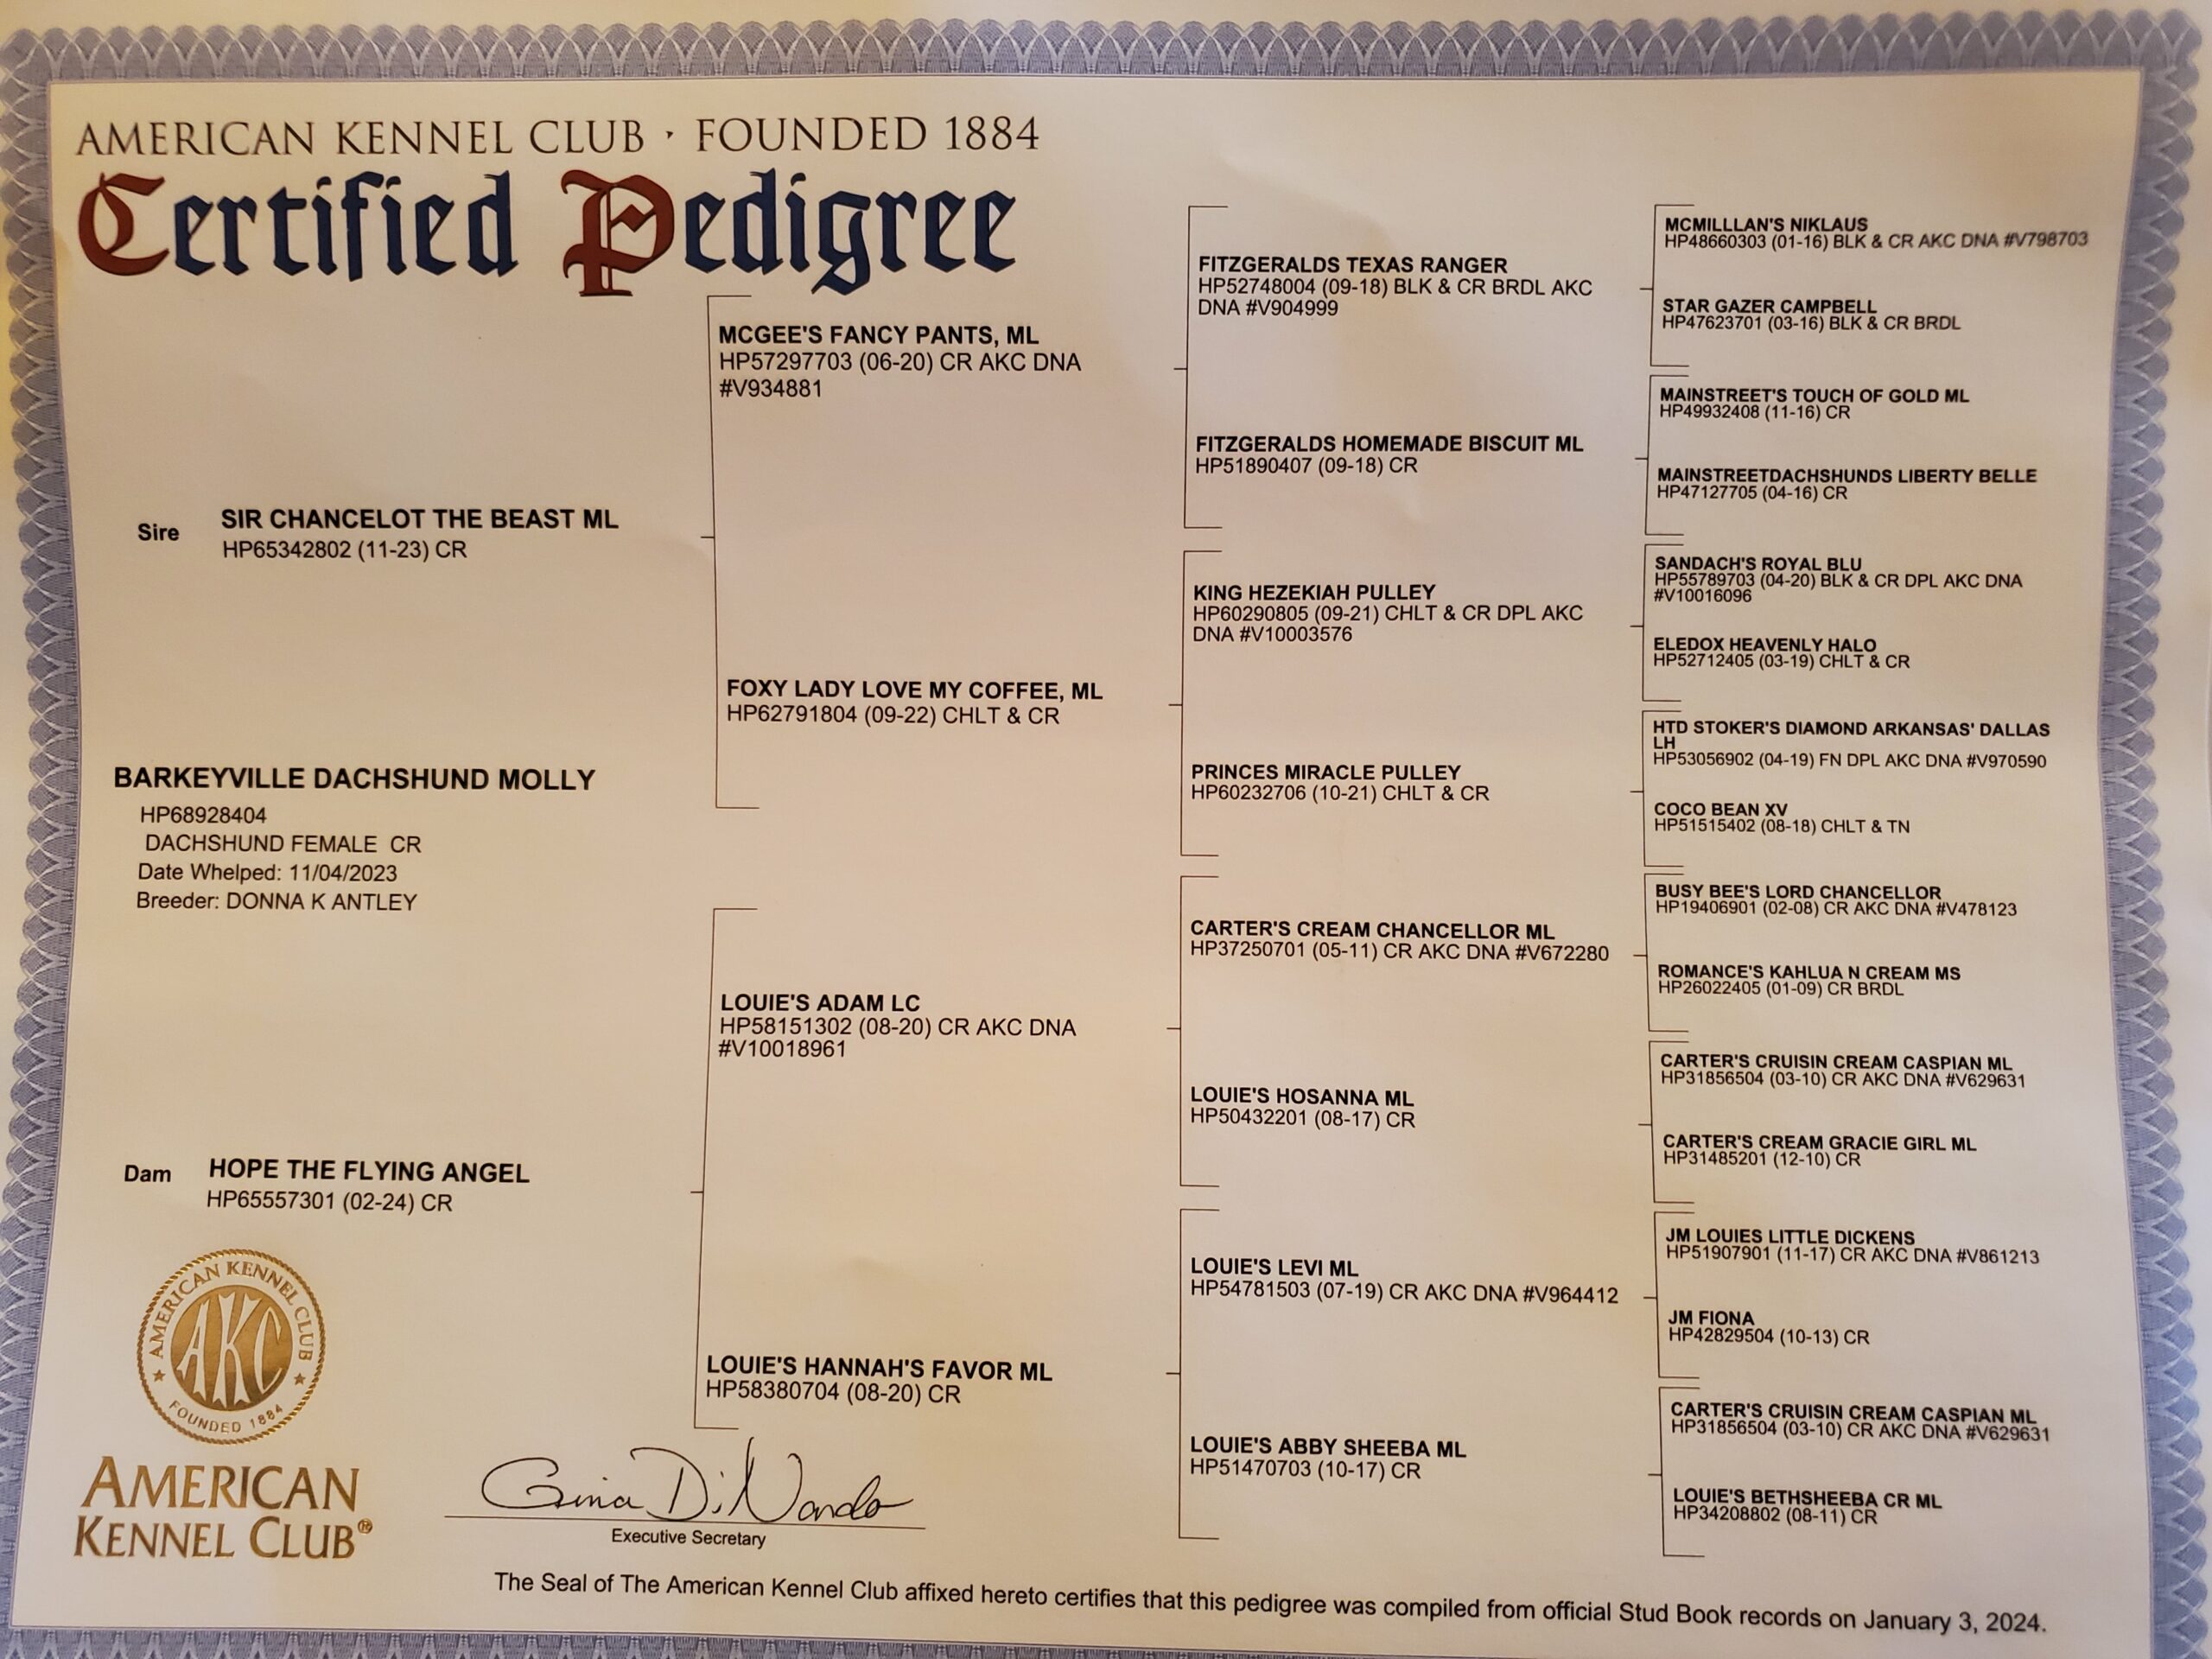 AMERICAN KENNEL CLUB · FOUNDED 1884
Certified Pedigree
Sire
SIR CHANCELOT THE BEAST ML
HP65342802 (11-23) CR
BARKEYVILLE DACHSHUND MOLLY
HP68928404
DACHSHUND FEMALE CR
Date Whelped: 11/04/2023
Breeder: DONNA K ANTLEY
Dam
HOPE THE FLYING ANGEL
HP65557301 (02-24) CR
MCGEE'S FANCY PANTS, ML
HP57297703 (06-20) CR AKC DNA
#V934881
FOXY LADY LOVE MY COFFEE, ML
HP62791804 (09-22) CHLT & CR
LOUIE'S ADAM LC
HP58151302 (08-20) CR AKC DNA
#V10018961
LOUIE'S HANNAH'S FAVOR ML
HP58380704 (08-20) CR
FITZGERALDS TEXAS RANGER
HP52748004 (09-18) BLK & CR BRDL AKC
DNA #V904999
FITZGERALDS HOMEMADE BISCUIT ML
HP51890407 (09-18) CR
KING HEZEKIAH PULLEY
HP60290805 (09-21) CHLT & CR DPL AKC
DNA #V10003576
PRINCES MIRACLE PULLEY
HP60232706 (10-21) CHLT & CR
CARTER'S CREAM CHANCELLOR ML
HP37250701 (05-11) CR AKC DNA #V672280
LOUIE'S HOSANNA ML
HP50432201 (08-17) CR
LOUIE'S LEVI ML
HP54781503 (07-19) CR AKC DNA #V964412
LOUIE'S ABBY SHEEBA ML
HP51470703 (10-17) CR
MCMILLLAN'S NIKLAUS
HP48660303 (01-16) BLK & CR AKC DNA #V798703
STAR GAZER CAMPBELL
HP47623701 (03-16) BLK & CR BRDL
MAINSTREET'S TOUCH OF GOLD ML
HP49932408 (11-16) CR
MAINSTREETDACHSHUNDS LIBERTY BELLE
HP47127705 (04-16) CR
SANDACH'S ROYAL BLU
HP55789703 (04-20) BLK & CR DPL AKC DNA
#V10016096
ELEDOX HEAVENLY HALO
HP52712405 (03-19) CHLT & CR
HTD STOKER'S DIAMOND ARKANSAS' DALLAS
LH
HP53056902 (04-19) FN DPL AKC DNA #V970590
COCO BEAN XV
HP51515402 (08-18) CHLT & TN
BUSY BEE'S LORD CHANCELLOR
HP19406901 (02-08) CR AKC DNA #V478123
ROMANCE'S KAHLUA N CREAM MS
HP26022405 (01-09) CR BRDL
CARTER'S CRUISIN CREAM CASPIAN ML
HP31856504 (03-10) CR AKC DNA #V629631
CARTER'S CREAM GRACIE GIRL ML
HP31485201 (12-10) CR
JM LOUIES LITTLE DICKENS
HP51907901 (11-17) CR AKC DNA #V861213
JM FIONA
HP42829504 (10-13) CR
CARTER'S CRUISIN CREAM CASPIAN ML
HP31856504 (03-10) CR AKC DNA #V629631
LOUIE'S BETHSHEEBA CR ML
HP34208802 (08-11) CR
AMERICAN KENNEL CLUB
AKC
FOUNDED 1884
AMERICAN
KENNEL CLUB®
Gina DiNardo
Executive Secretary
The Seal of The American Kennel Club affixed hereto certifies that this pedigree was compiled from official Stud Book records on January 3, 2024.